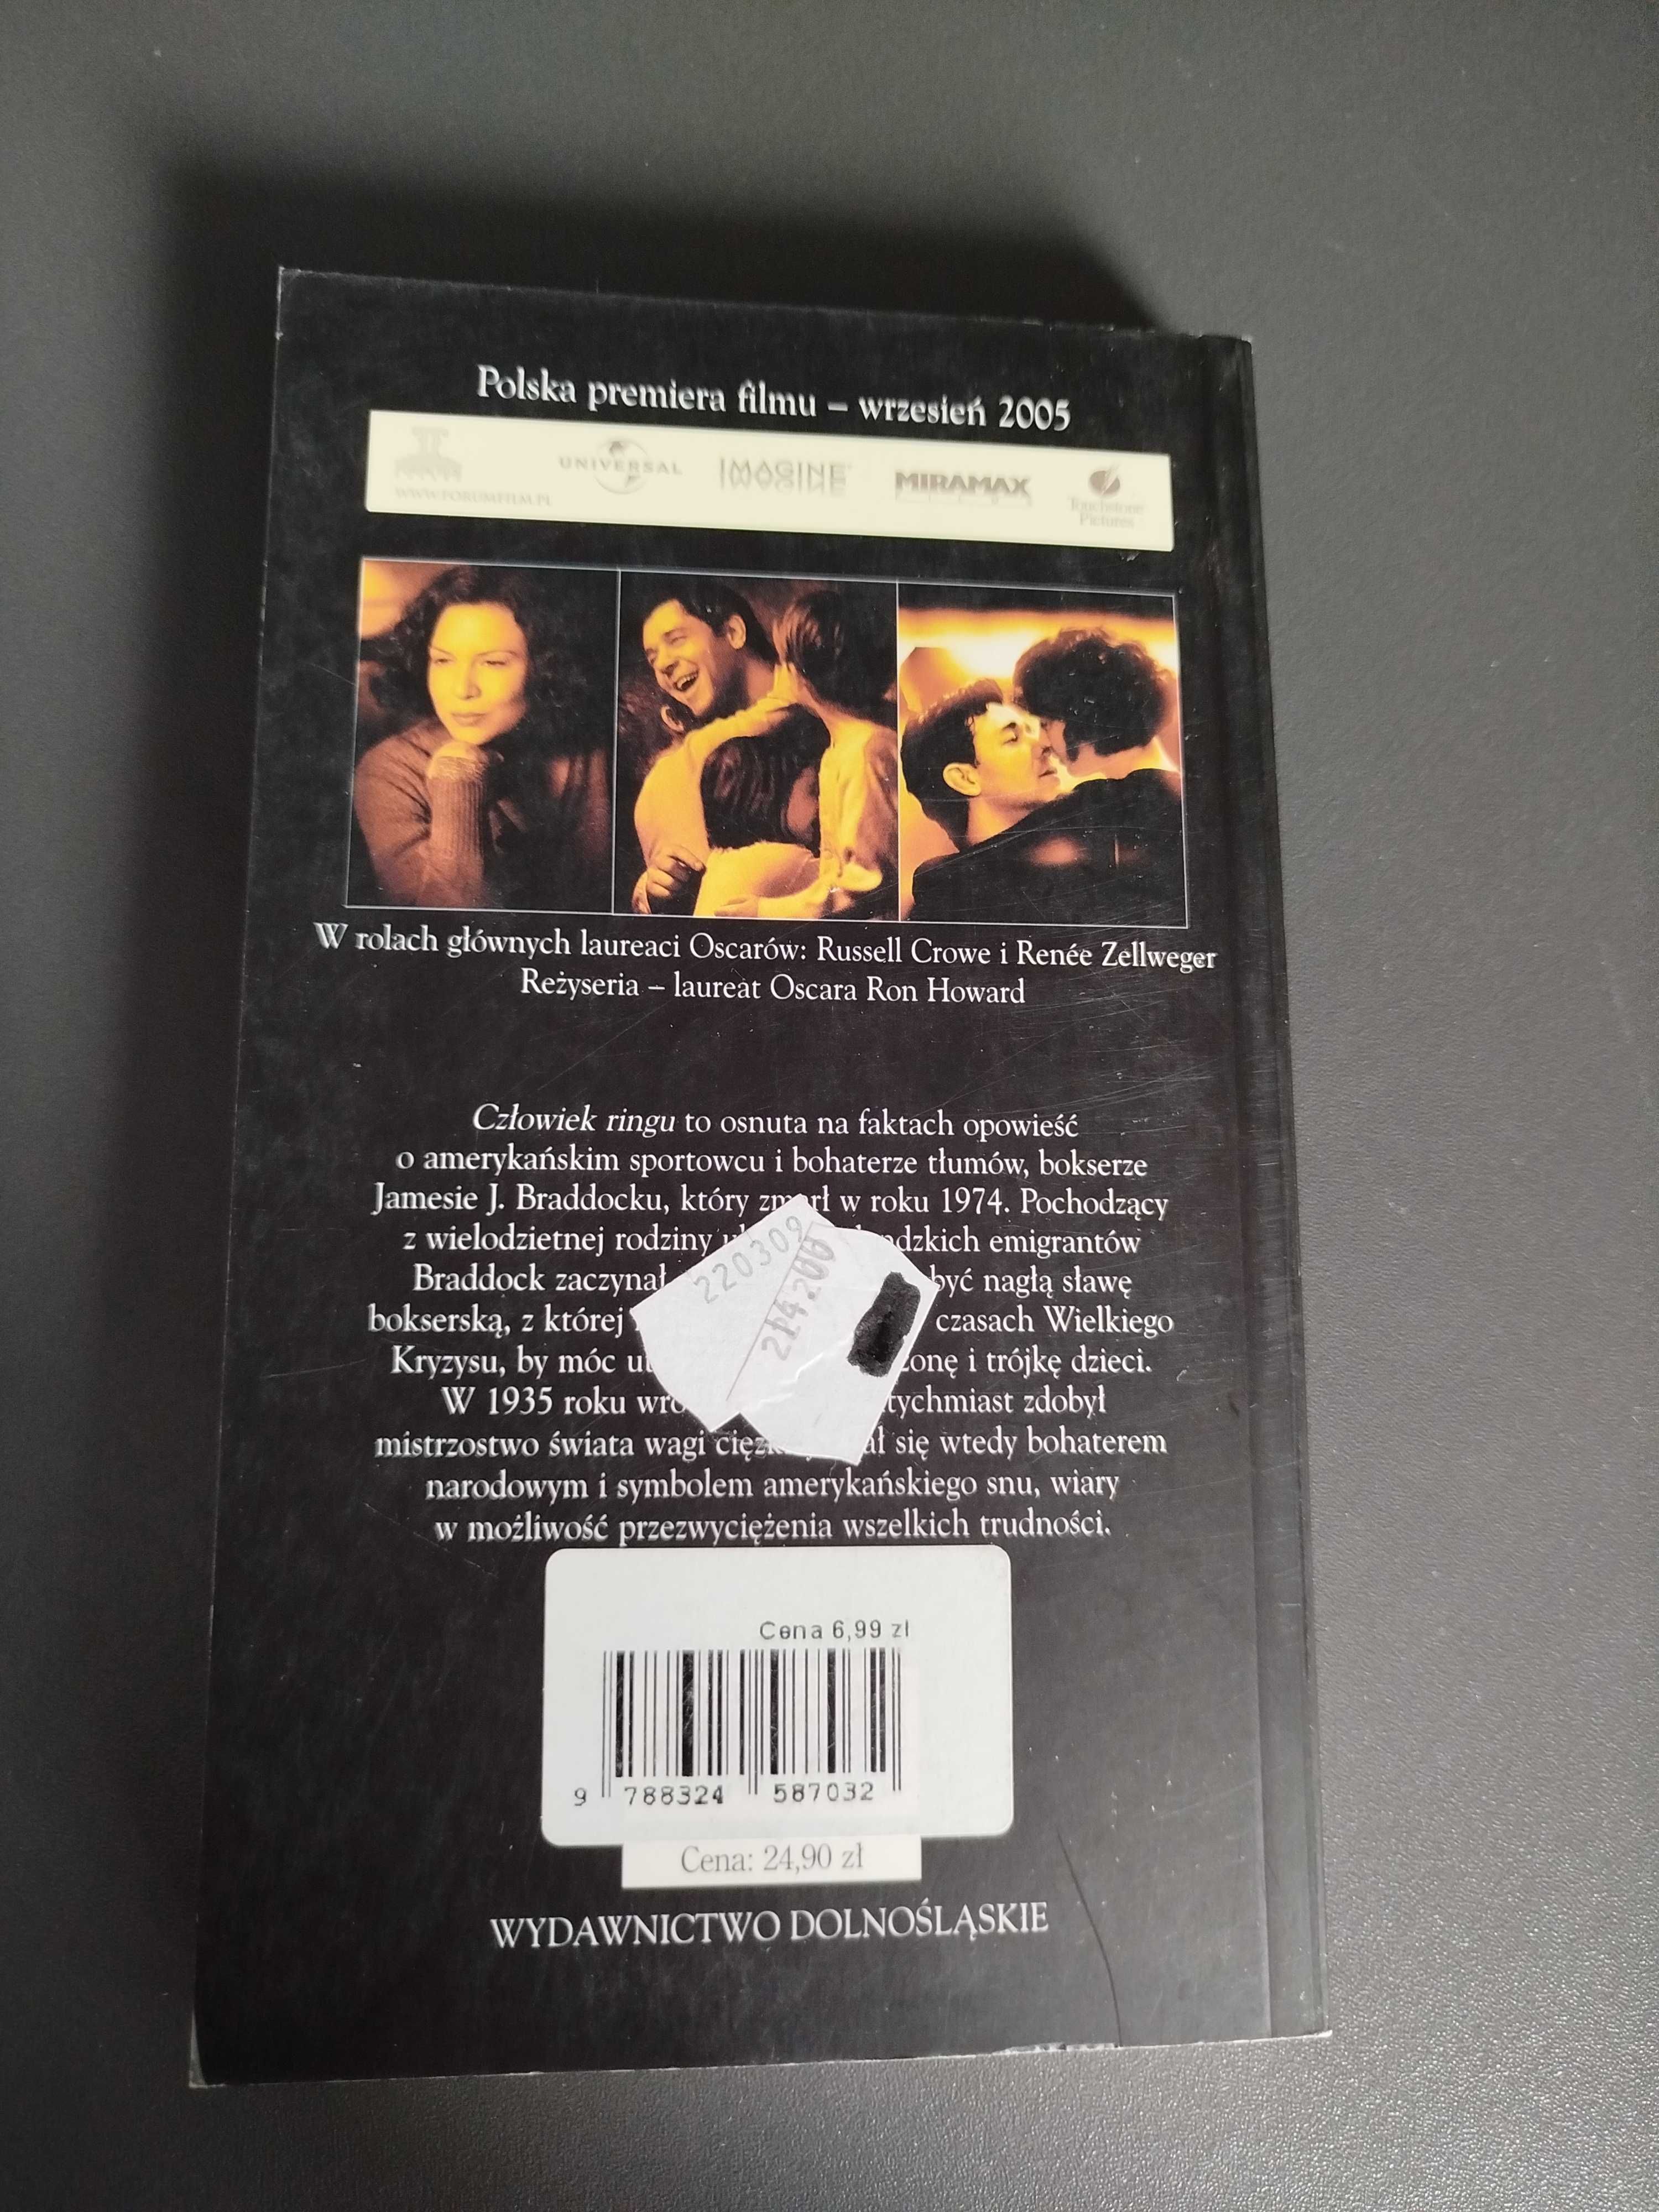 Polska premiera filmu – wrzesień 2005
WWW.FORUMFILM.PL
UNIVERSAL
IMAGINE
MIRAMAX
Touchstone
Pictures
W rolach głównych laureaci Oscarów: Russell Crowe i Renée Zellweger
Reżyseria – laureat Oscara Ron Howard
Człowiek ringu to osnuta na faktach opowieść
o amerykańskim sportowcu i bohaterze tłumów, bokserze
Jamesie J. Braddocku, który zmarł w roku 1974. Pochodzący
z wielodzietnej rodziny emigrantów
Braddock zaczynał nagłą sławę
bokserską, z której czasach Wielkiego
Kryzysu, by móc i trójkę dzieci.
W 1935 roku zdobył
mistrzostwo świata wagi się wtedy bohaterem
narodowym i symbolem amerykańskiego snu, wiary
w możliwość przezwyciężenia wszelkich trudności.
220309
Cena 6,99 zł
9 788324 587032
Cena: 24,90 zł
WYDAWNICTWO DOLNOŚLĄSKIE